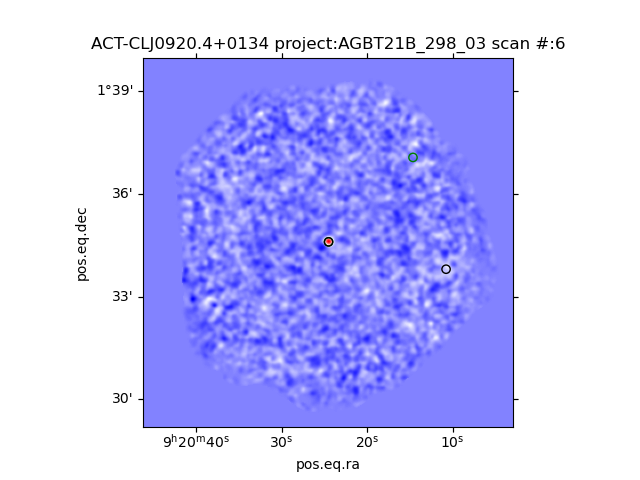 ACT-CLJ0920.4+0134 project:AGBT21B_298_03 scan #:6
1°39'
36'
33'
30'
pos.eq.dec
9ʰ20ᵐ40ˢ 30ˢ 20ˢ 10ˢ
pos.eq.ra